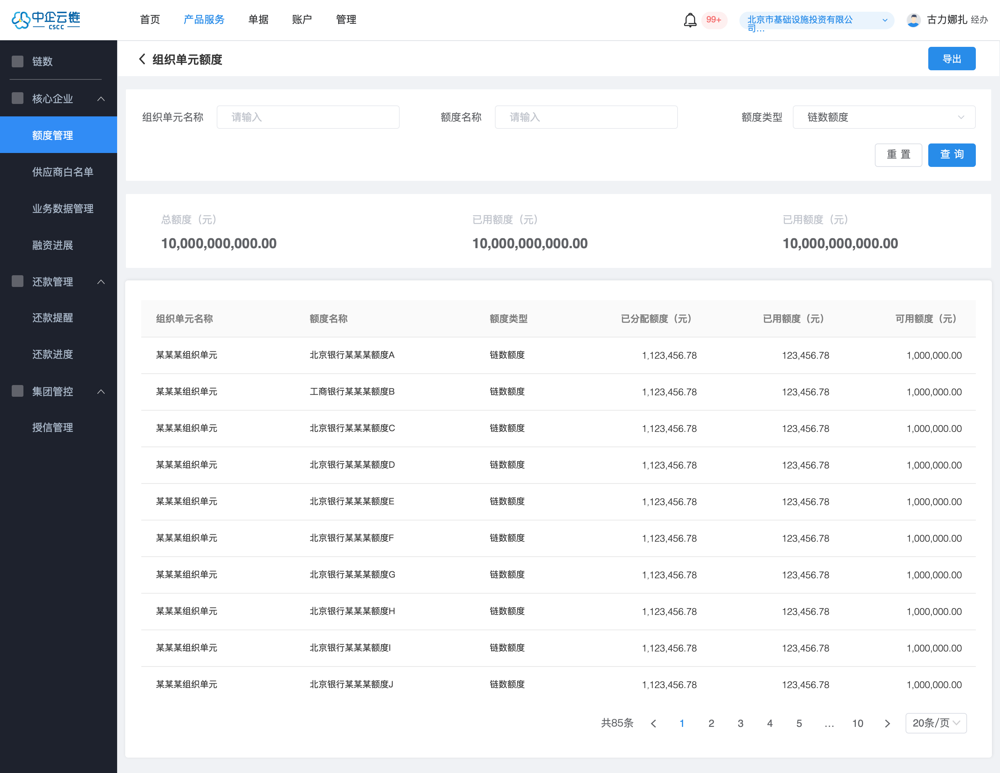 中企云链
CSCC
首页 产品服务 单据 账户 管理
99+
北京市基础设施投资有限公
司...
古力娜扎 经办
链数
核心企业
额度管理
供应商白名单
业务数据管理
融资进展
还款管理
还款提醒
还款进度
集团管控
授信管理
组织单元额度
导出
组织单元名称 请输入 额度名称 请输入 额度类型 链数额度
重 置 查 询
总额度（元） 已用额度（元） 已用额度（元）
10,000,000,000.00 10,000,000,000.00 10,000,000,000.00
组织单元名称 额度名称 额度类型 已分配额度（元） 已用额度（元） 可用额度（元）
某某某组织单元 北京银行某某某额度A 链数额度 1,123,456.78 123,456.78 1,000,000.00
某某某组织单元 工商银行某某某额度B 链数额度 1,123,456.78 123,456.78 1,000,000.00
某某某组织单元 北京银行某某某额度C 链数额度 1,123,456.78 123,456.78 1,000,000.00
某某某组织单元 北京银行某某某额度D 链数额度 1,123,456.78 123,456.78 1,000,000.00
某某某组织单元 北京银行某某某额度E 链数额度 1,123,456.78 123,456.78 1,000,000.00
某某某组织单元 北京银行某某某额度F 链数额度 1,123,456.78 123,456.78 1,000,000.00
某某某组织单元 北京银行某某某额度G 链数额度 1,123,456.78 123,456.78 1,000,000.00
某某某组织单元 北京银行某某某额度H 链数额度 1,123,456.78 123,456.78 1,000,000.00
某某某组织单元 北京银行某某某额度I 链数额度 1,123,456.78 123,456.78 1,000,000.00
某某某组织单元 北京银行某某某额度J 链数额度 1,123,456.78 123,456.78 1,000,000.00
共85条 1 2 3 4 5 ... 10 20条/页